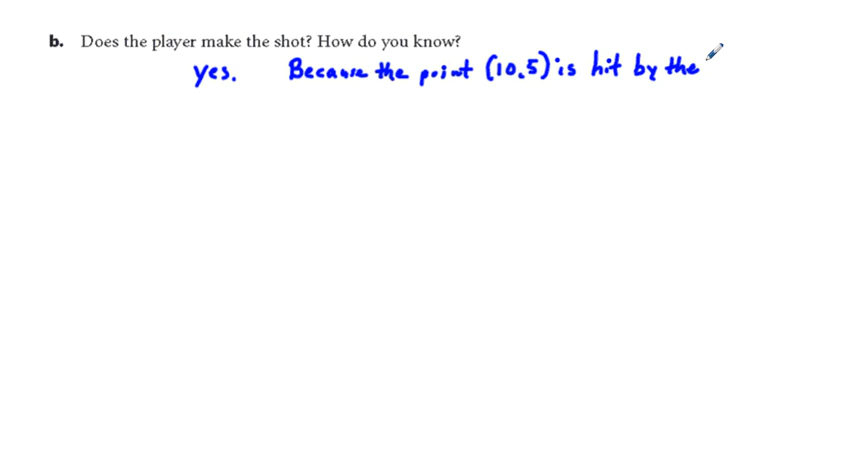 b. Does the player make the shot? How do you know?
yes. Because the point (10.5) is hit by the